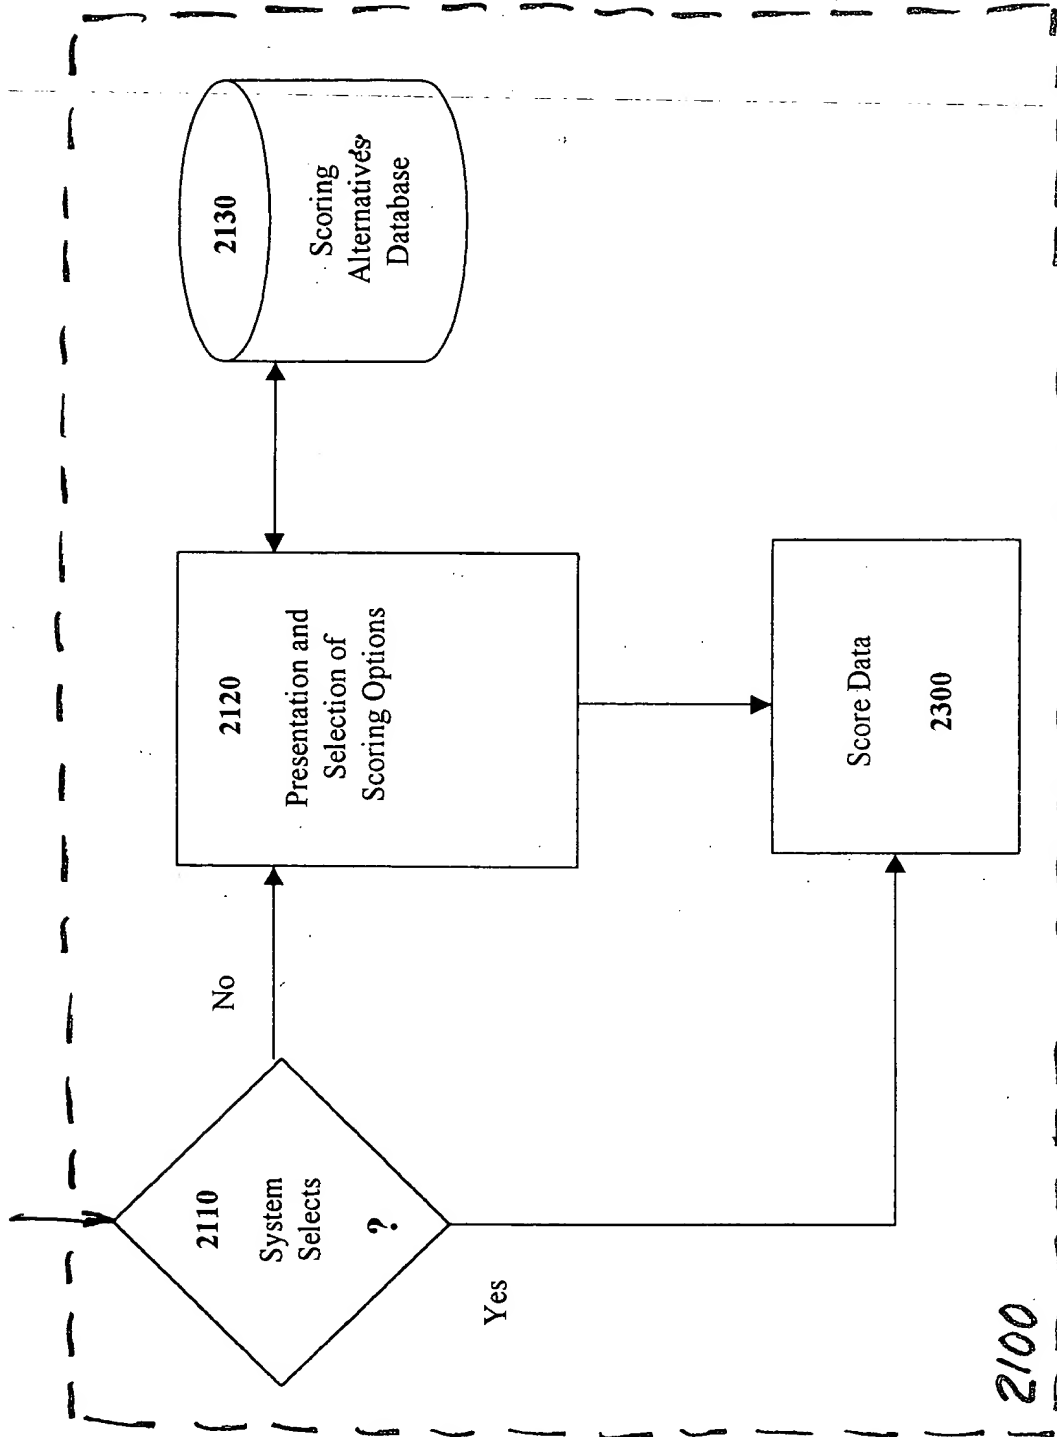 2110
System
Selects
?
No
Yes
2120
Presentation and
Selection of
Scoring Options
2130
Scoring
Alternatives
Database
Score Data
2300
2100